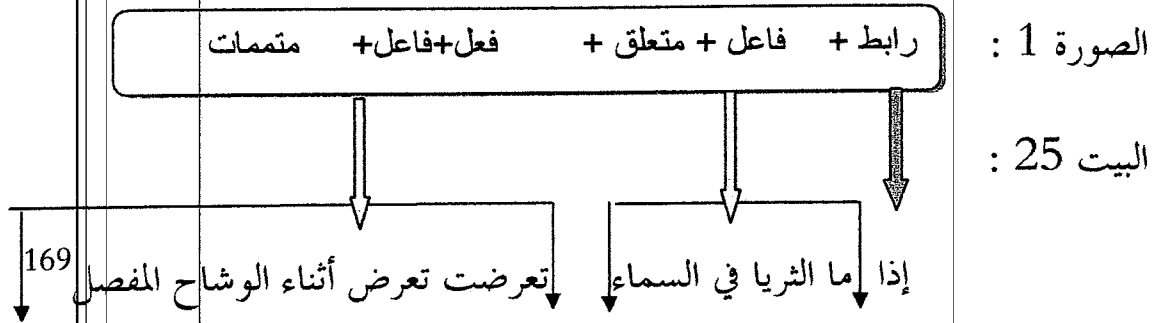 الصورة 1 : رابط + فاعل + متعلق + فعل+فاعل+ متممات
البيت 25 :
إذا ما الثريا في السماء تعرضت تعرض أثناء الوشاح المفصل 169